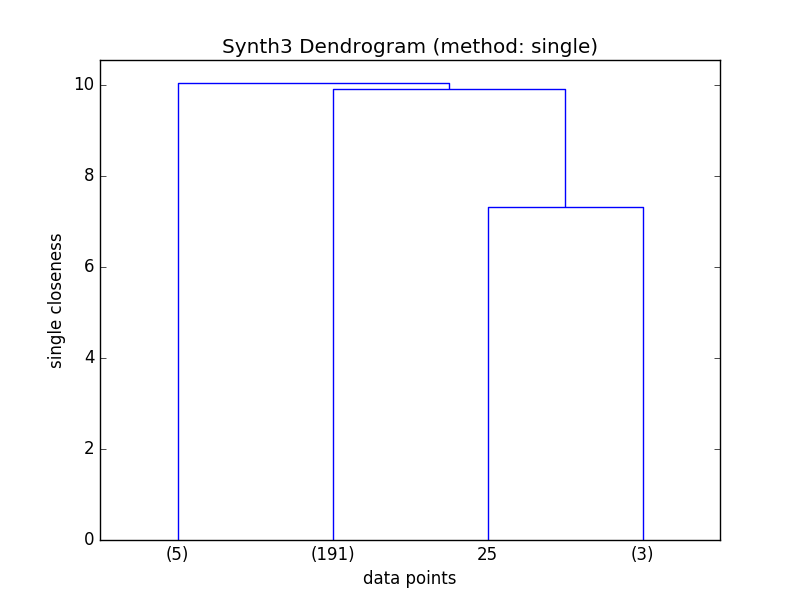 Synth3 Dendrogram (method: single)
10
8
6
4
2
0
single closeness
(5) (191) 25 (3)
data points